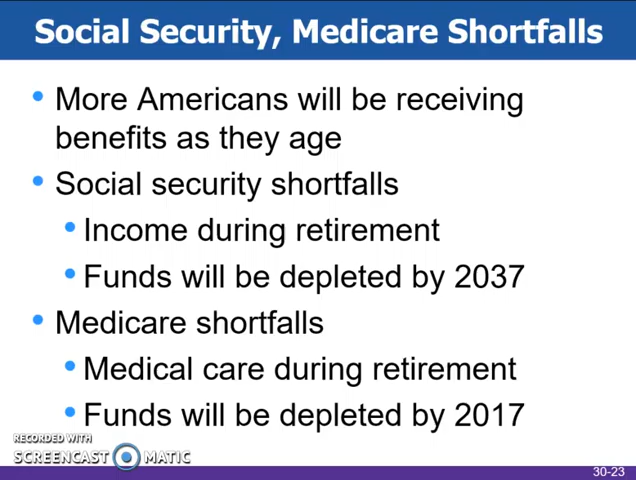 Social Security, Medicare Shortfalls
• More Americans will be receiving
benefits as they age
• Social security shortfalls
• Income during retirement
• Funds will be depleted by 2037
• Medicare shortfalls
• Medical care during retirement
• Funds will be depleted by 2017
RECORDED WITH
SCREENCAST MATIC
30-23